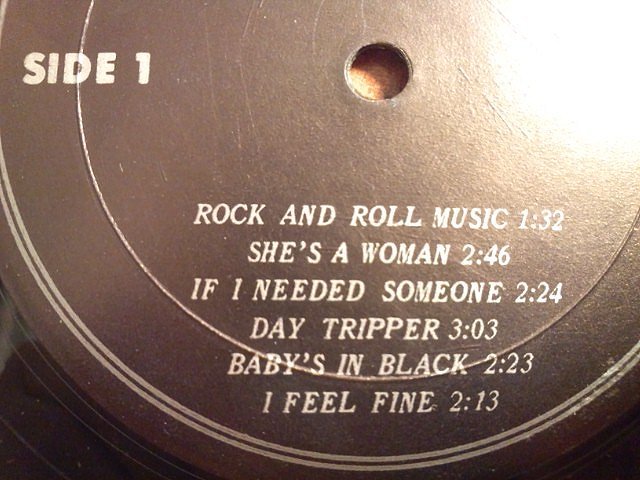 SIDE 1
ROCK AND ROLL MUSIC 1:32
SHE'S A WOMAN 2:46
IF I NEEDED SOMEONE 2:24
DAY TRIPPER 3:03
BABY'S IN BLACK 2:23
I FEEL FINE 2:13